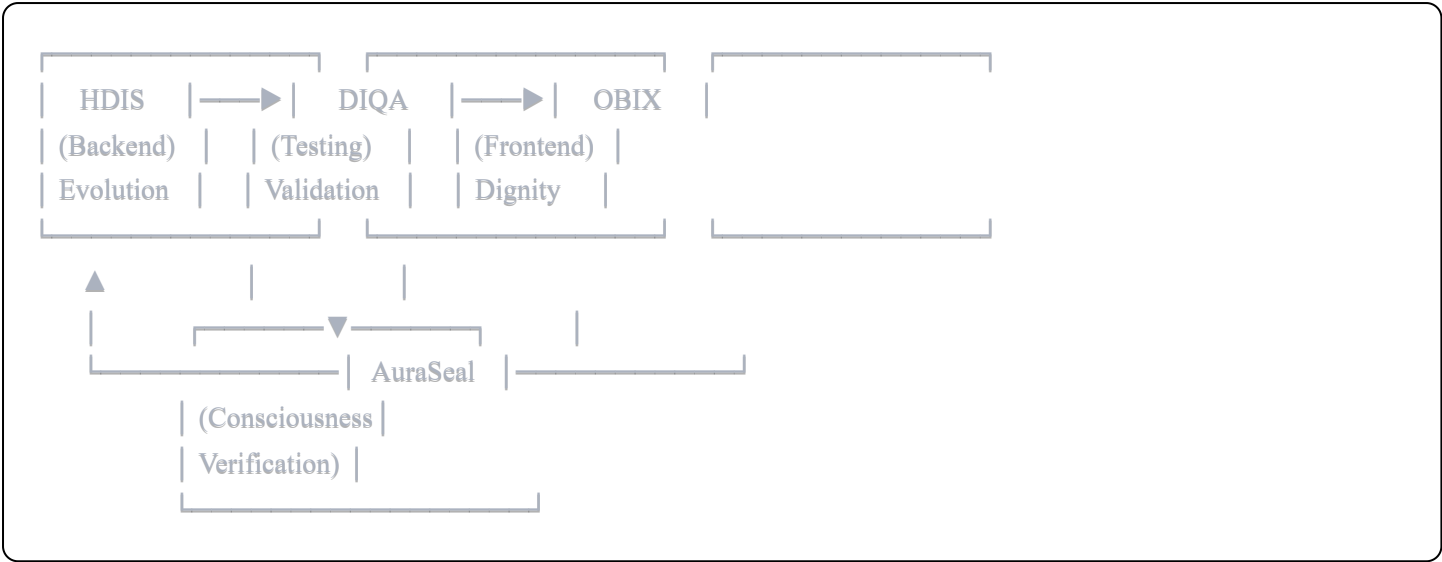 HDIS DIQA OBIX
(Backend) (Testing) (Frontend)
Evolution Validation Dignity
AuraSeal
(Consciousness
Verification)